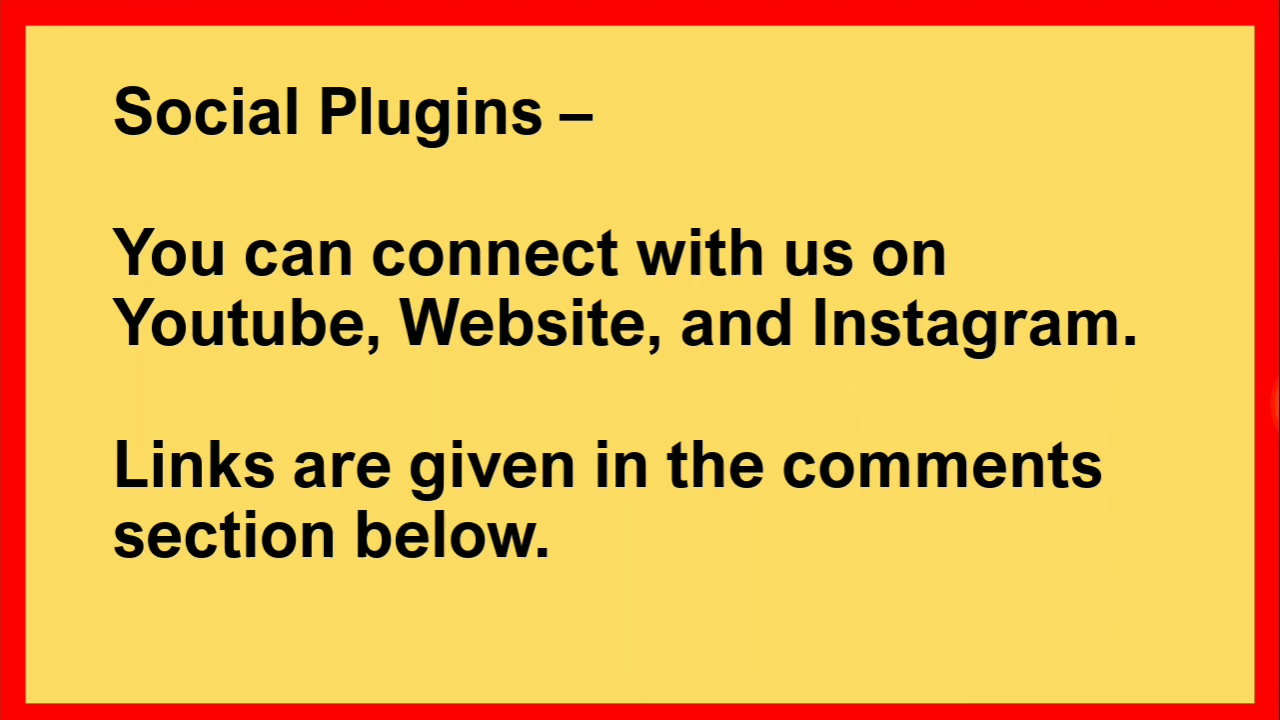 Social Plugins –
You can connect with us on
Youtube, Website, and Instagram.
Links are given in the comments
section below.